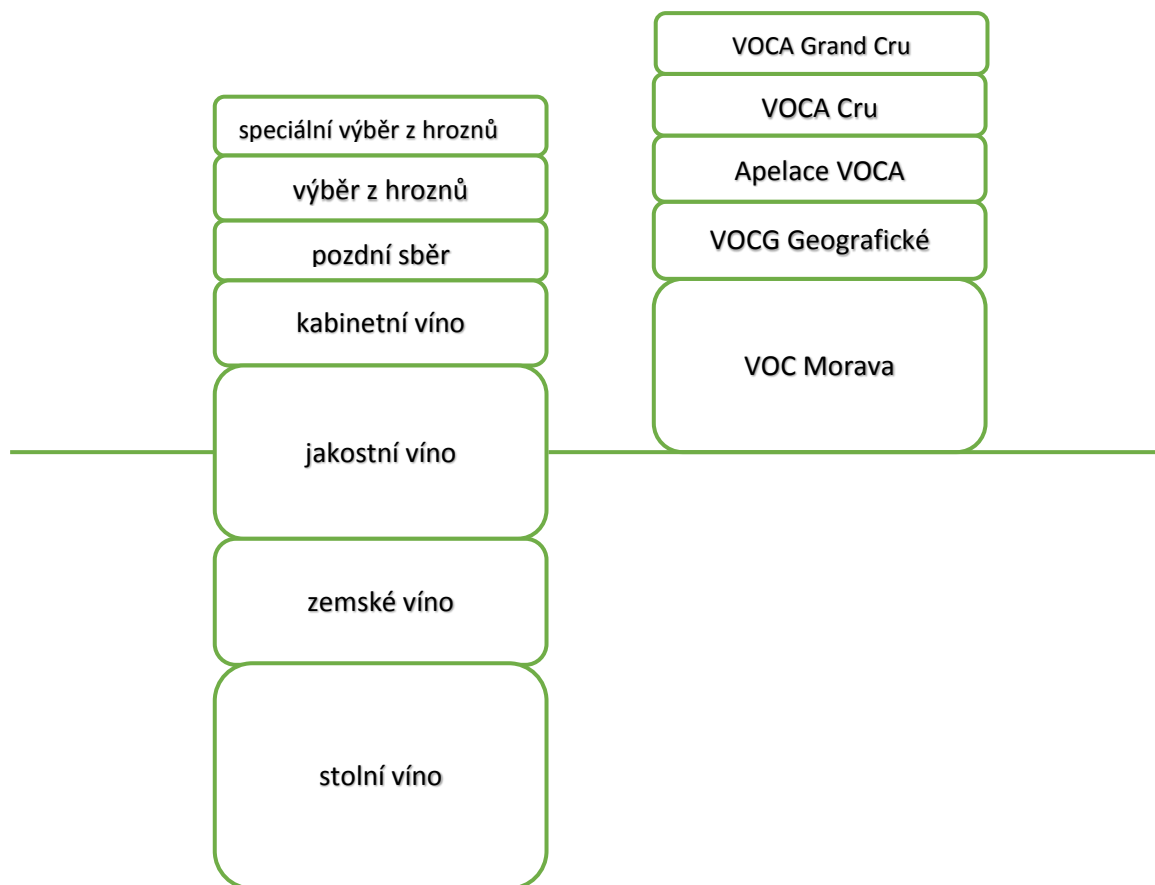 speciální výběr z hroznů
výběr z hroznů
pozdní sběr
kabinetní víno
jakostní víno
zemské víno
stolní víno
VOCA Grand Cru
VOCA Cru
Apelace VOCA
VOCG Geografické
VOC Morava